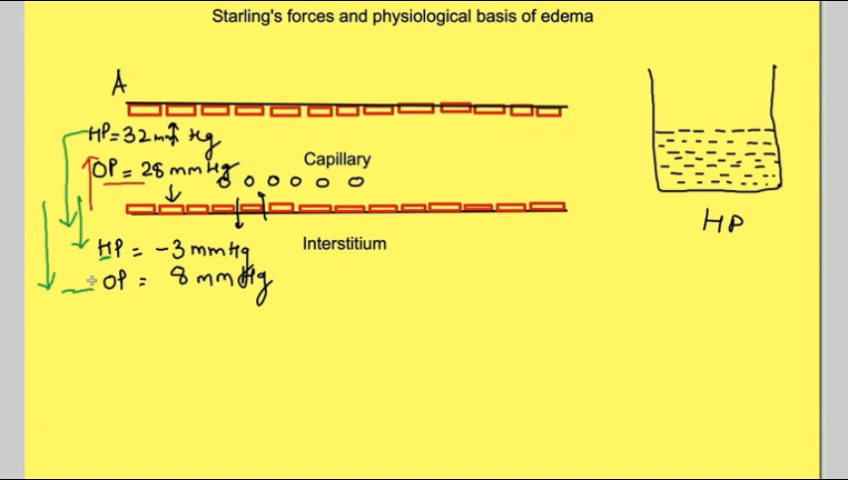 Starling's forces and physiological basis of edema
A
HP = 32 mm Hg
OP = 28 mm Hg
Capillary
HP = -3 mm Hg
Interstitium
OP = 8 mm Hg
HP